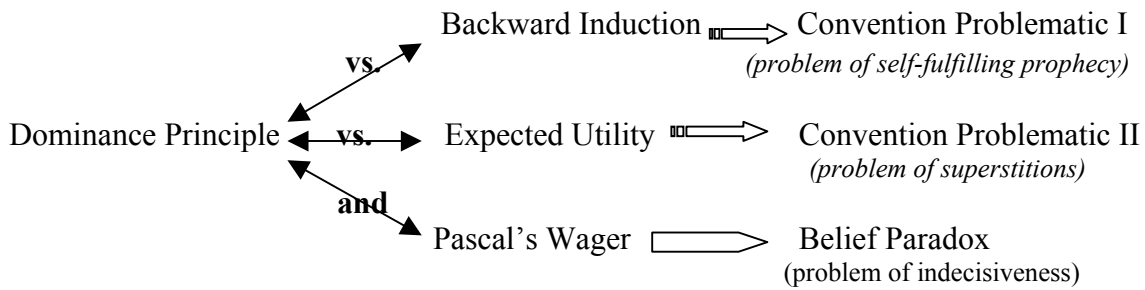 Backward Induction Convention Problematic I
vs. (problem of self-fulfilling prophecy)
Dominance Principle vs. Expected Utility Convention Problematic II
(problem of superstitions)
and
Pascal's Wager Belief Paradox
(problem of indecisiveness)